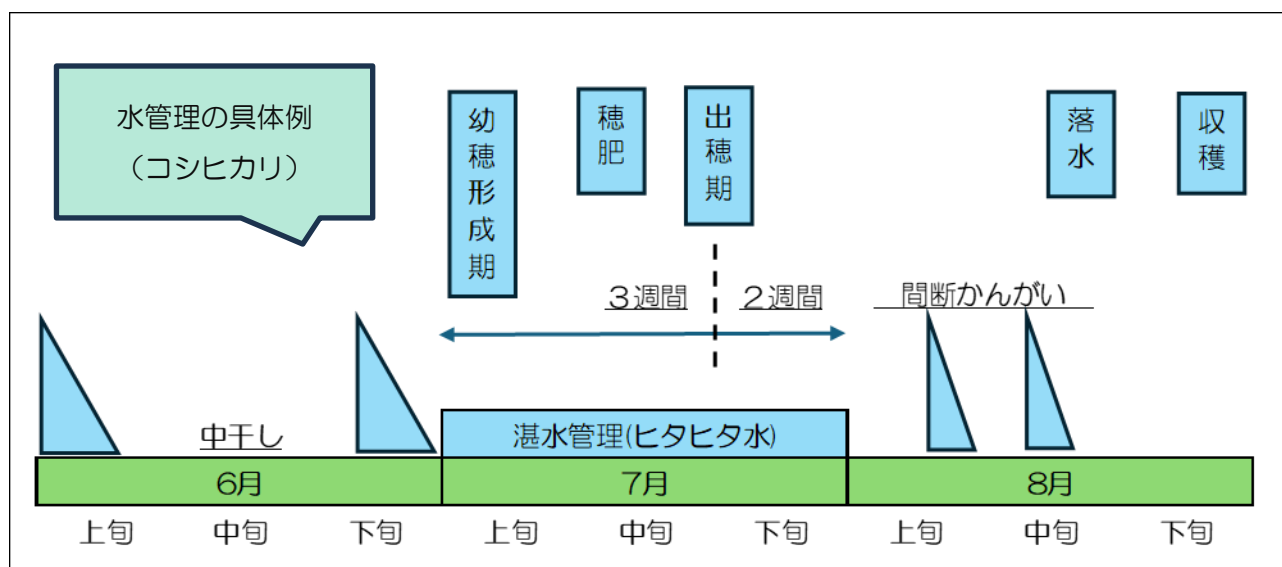 水管理の具体例
（コシヒカリ）
幼穂形成期
穂肥
出穂期
落水
収穫
３週間
２週間
間断かんがい
中干し
湛水管理(ヒタヒタ水)
6月
7月
8月
上旬
中旬
下旬
上旬
中旬
下旬
上旬
中旬
下旬